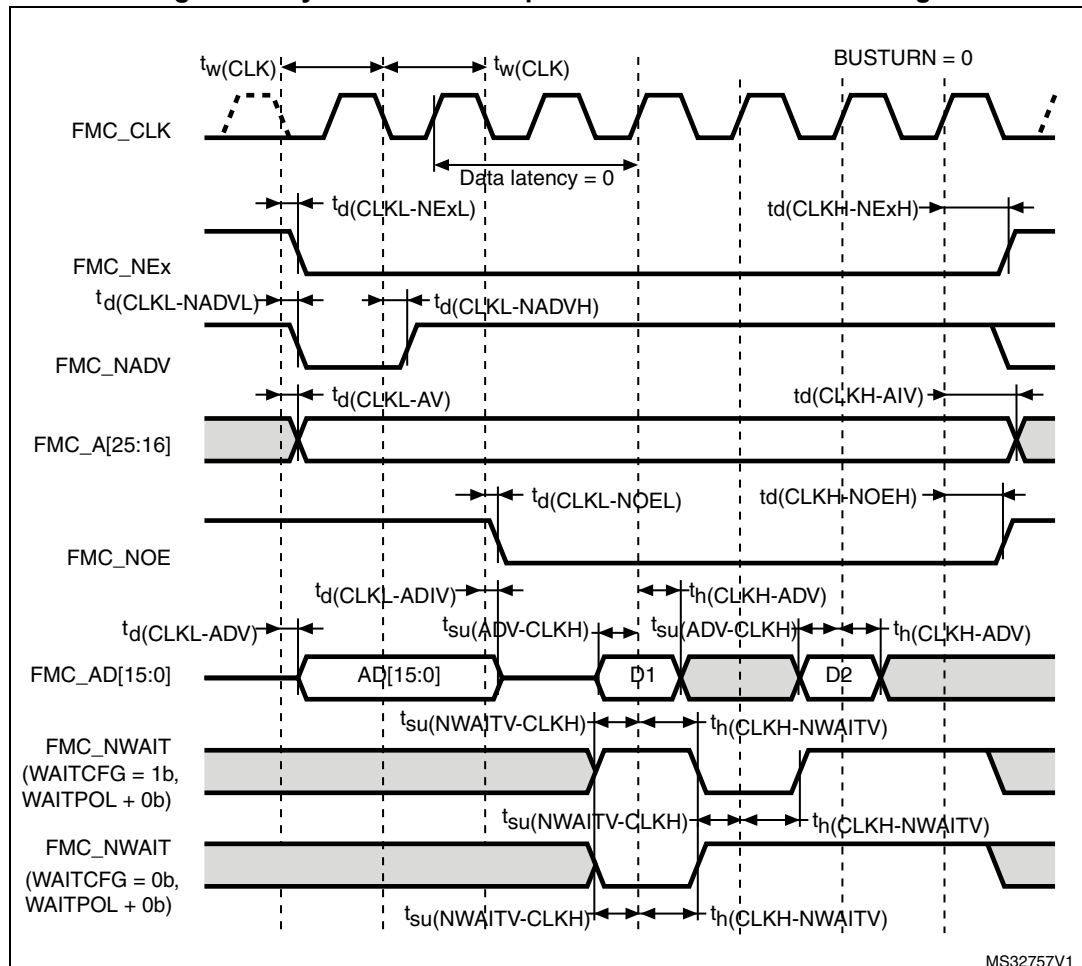 BUSTURN = 0
tw(CLK) tw(CLK)
FMC_CLK
Data latency = 0
td(CLKL-NExL) td(CLKH-NExH)
FMC_NEx
td(CLKL-NADVL) td(CLKL-NADVH)
FMC_NADV
td(CLKL-AV) td(CLKH-AIV)
FMC_A[25:16]
td(CLKL-NOEL) td(CLKH-NOEH)
FMC_NOE
td(CLKL-ADIV) th(CLKH-ADV)
td(CLKL-ADV) tsu(ADV-CLKH) tsu(ADV-CLKH) th(CLKH-ADV)
FMC_AD[15:0] AD[15:0] D1 D2
tsu(NWAITV-CLKH) th(CLKH-NWAITV)
FMC_NWAIT
(WAITCFG = 1b,
WAITPOL + 0b)
tsu(NWAITV-CLKH) th(CLKH-NWAITV)
FMC_NWAIT
(WAITCFG = 0b,
WAITPOL + 0b)
tsu(NWAITV-CLKH) th(CLKH-NWAITV)
MS32757V1